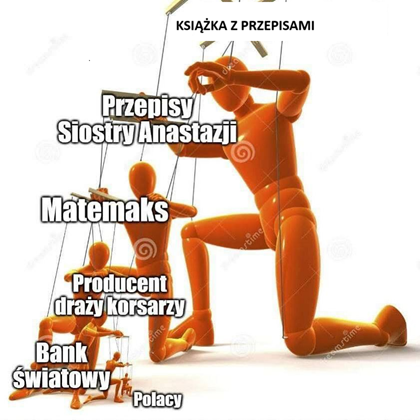 KSIĄŻKA Z PRZEPISAMI
Przepisy
Siostry Anastazji
Matemaks
Producent
draży korsarzy
Bank
światowy
Polacy